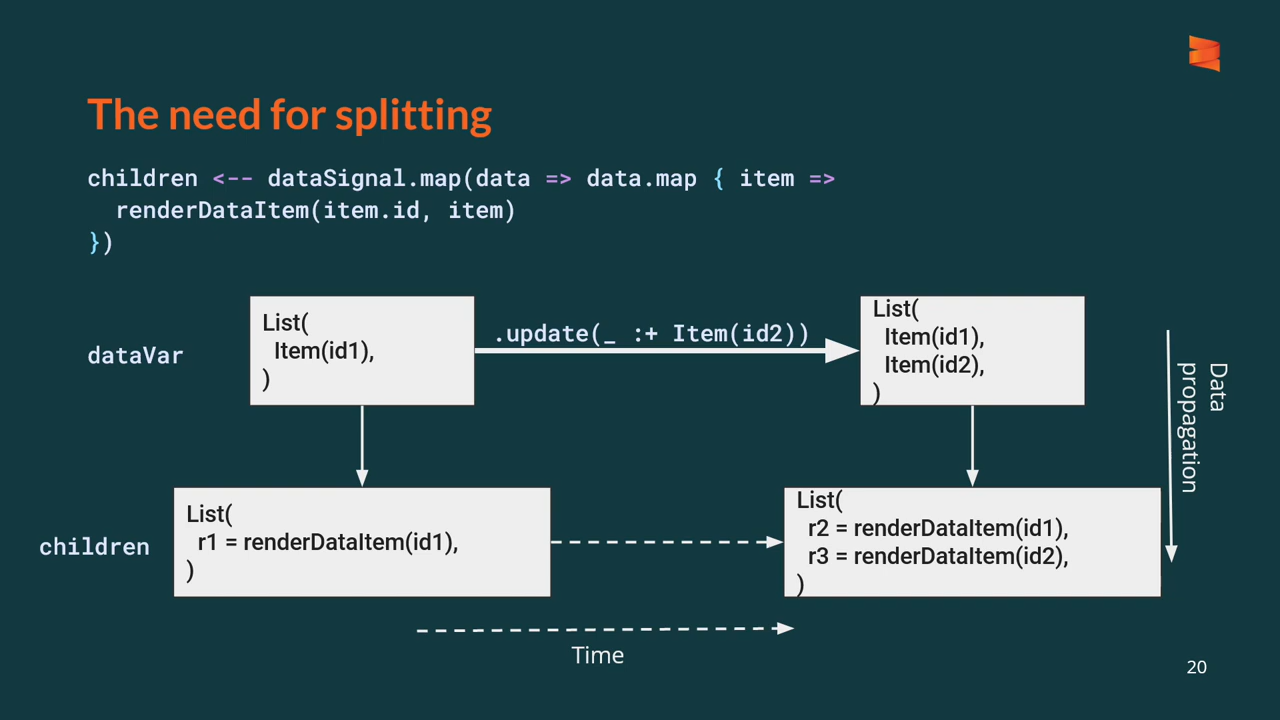 The need for splitting
children <-- dataSignal.map(data => data.map { item =>
  renderDataItem(item.id, item)
})
dataVar
List(
  Item(id1),
)
.update(_ :+ Item(id2))
List(
  Item(id1),
  Item(id2),
)
Data
propagation
children
List(
  r1 = renderDataItem(id1),
)
List(
  r2 = renderDataItem(id1),
  r3 = renderDataItem(id2),
)
Time
20